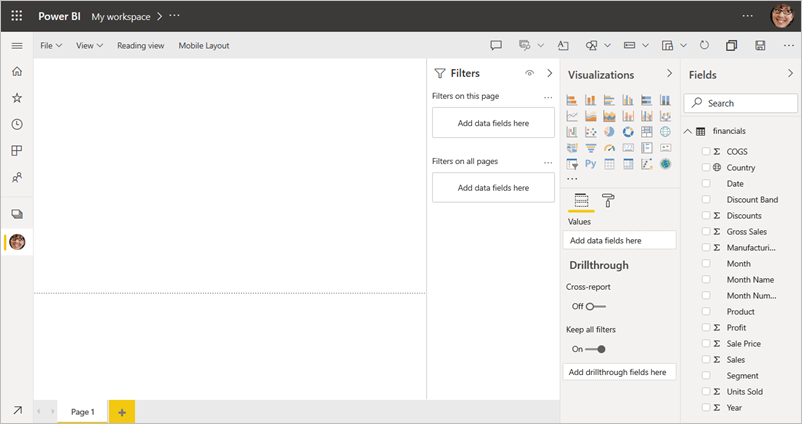 Power BI My workspace
File View Reading view Mobile Layout
Filters
Filters on this page
Add data fields here
Filters on all pages
Add data fields here
Visualizations
Py
Values
Add data fields here
Drillthrough
Cross-report
Off
Keep all filters
On
Add drillthrough fields here
Fields
Search
financials
COGS
Country
Date
Discount Band
Discounts
Gross Sales
Manufacturi...
Month
Month Name
Month Num...
Product
Profit
Sale Price
Sales
Segment
Units Sold
Year
Page 1